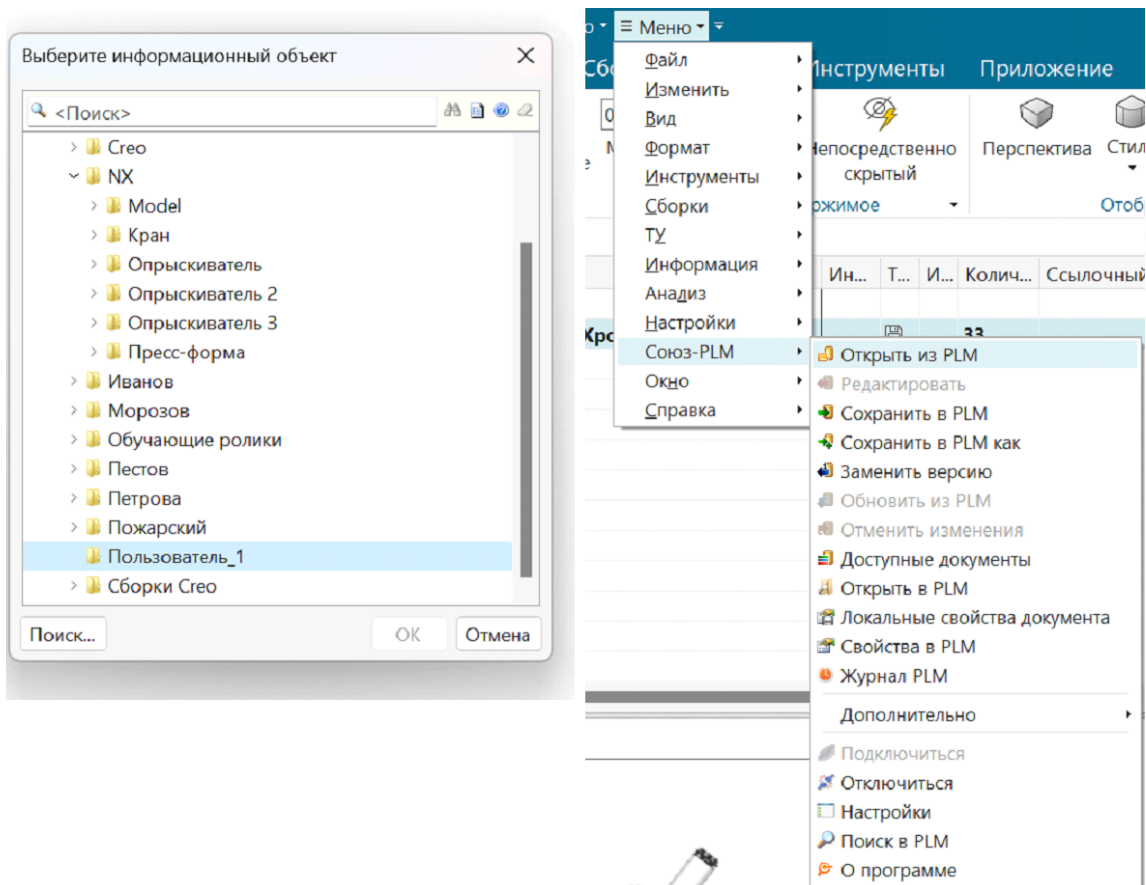 Выберите информационный объект
<Поиск>
Creo
NX
Model
Кран
Опрыскиватель
Опрыскиватель 2
Опрыскиватель 3
Пресс-форма
Иванов
Морозов
Обучающие ролики
Пестов
Петрова
Пожарский
Пользователь_1
Сборки Creo
Поиск...
ОК
Отмена
Меню
Инструменты
Приложение
Файл
Изменить
Вид
Формат
Инструменты
Сборки
ТУ
Информация
Анализ
Настройки
Союз-PLM
Окно
Справка
Непосредственно
скрытый
Перспектива
Ин...
Т...
И...
Колич...
Ссылочный
33
Открыть из PLM
Редактировать
Сохранить в PLM
Сохранить в PLM как
Заменить версию
Обновить из PLM
Отменить изменения
Доступные документы
Открыть в PLM
Локальные свойства документа
Свойства в PLM
Журнал PLM
Дополнительно
Подключиться
Отключиться
Настройки
Поиск в PLM
О программе